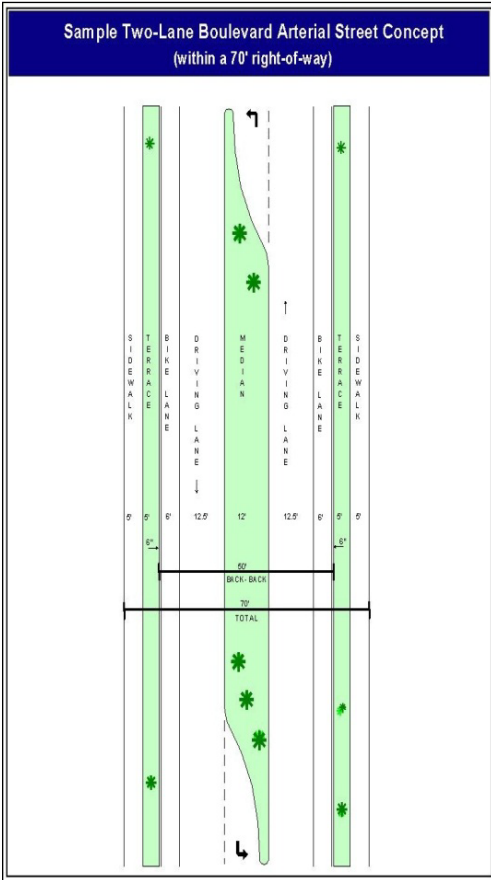 Sample Two-Lane Boulevard Arterial Street Concept
(within a 70' right-of-way)
SIDEWALK
TERRACE
BIKE LANE
DRIVING LANE
MEDIAN
DRIVING LANE
BIKE LANE
TERRACE
SIDEWALK
5' 5' 6' 12.5' 12' 12.5' 6' 5' 5'
6" 6"
50'
BACK-BACK
70'
TOTAL